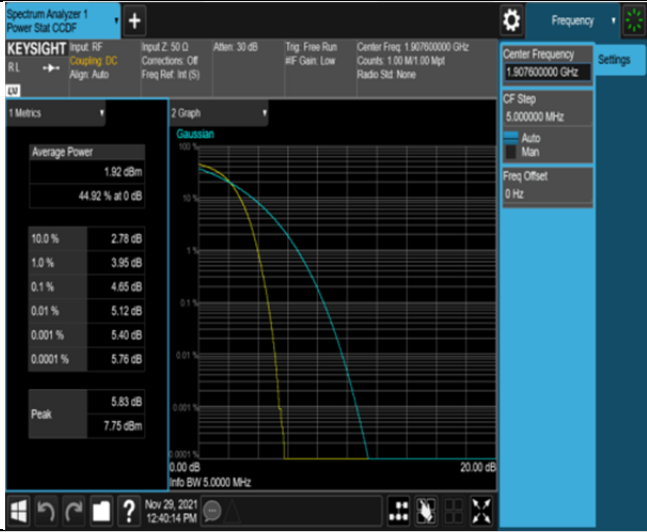 Spectrum Analyzer 1
Power Stat CCDF
+
Frequency
KEYSIGHT
Input: RF
Coupling: DC
Align: Auto
RL
LV
Input Z: 50 Ω
Corrections: Off
Freq Ref: Int (S)
Atten: 30 dB
Trig: Free Run
#IF Gain: Low
Center Freq: 1.907600000 GHz
Counts: 1.00 M/1.00 Mpt
Radio Std: None
Center Frequency
1.907600000 GHz
Settings
CF Step
5.000000 MHz
Auto
Man
Freq Offset
0 Hz
1 Metrics
2 Graph
Average Power
1.92 dBm
44.92 % at 0 dB
10.0 % 2.78 dB
1.0 % 3.95 dB
0.1 % 4.65 dB
0.01 % 5.12 dB
0.001 % 5.40 dB
0.0001 % 5.76 dB
Peak
5.83 dB
7.75 dBm
Gaussian
100 %
10 %
1 %
0.1 %
0.01 %
0.001 %
0.0001 %
0.00 dB
20.00 dB
Info BW 5.0000 MHz
?
Nov 29, 2021
12:40:14 PM